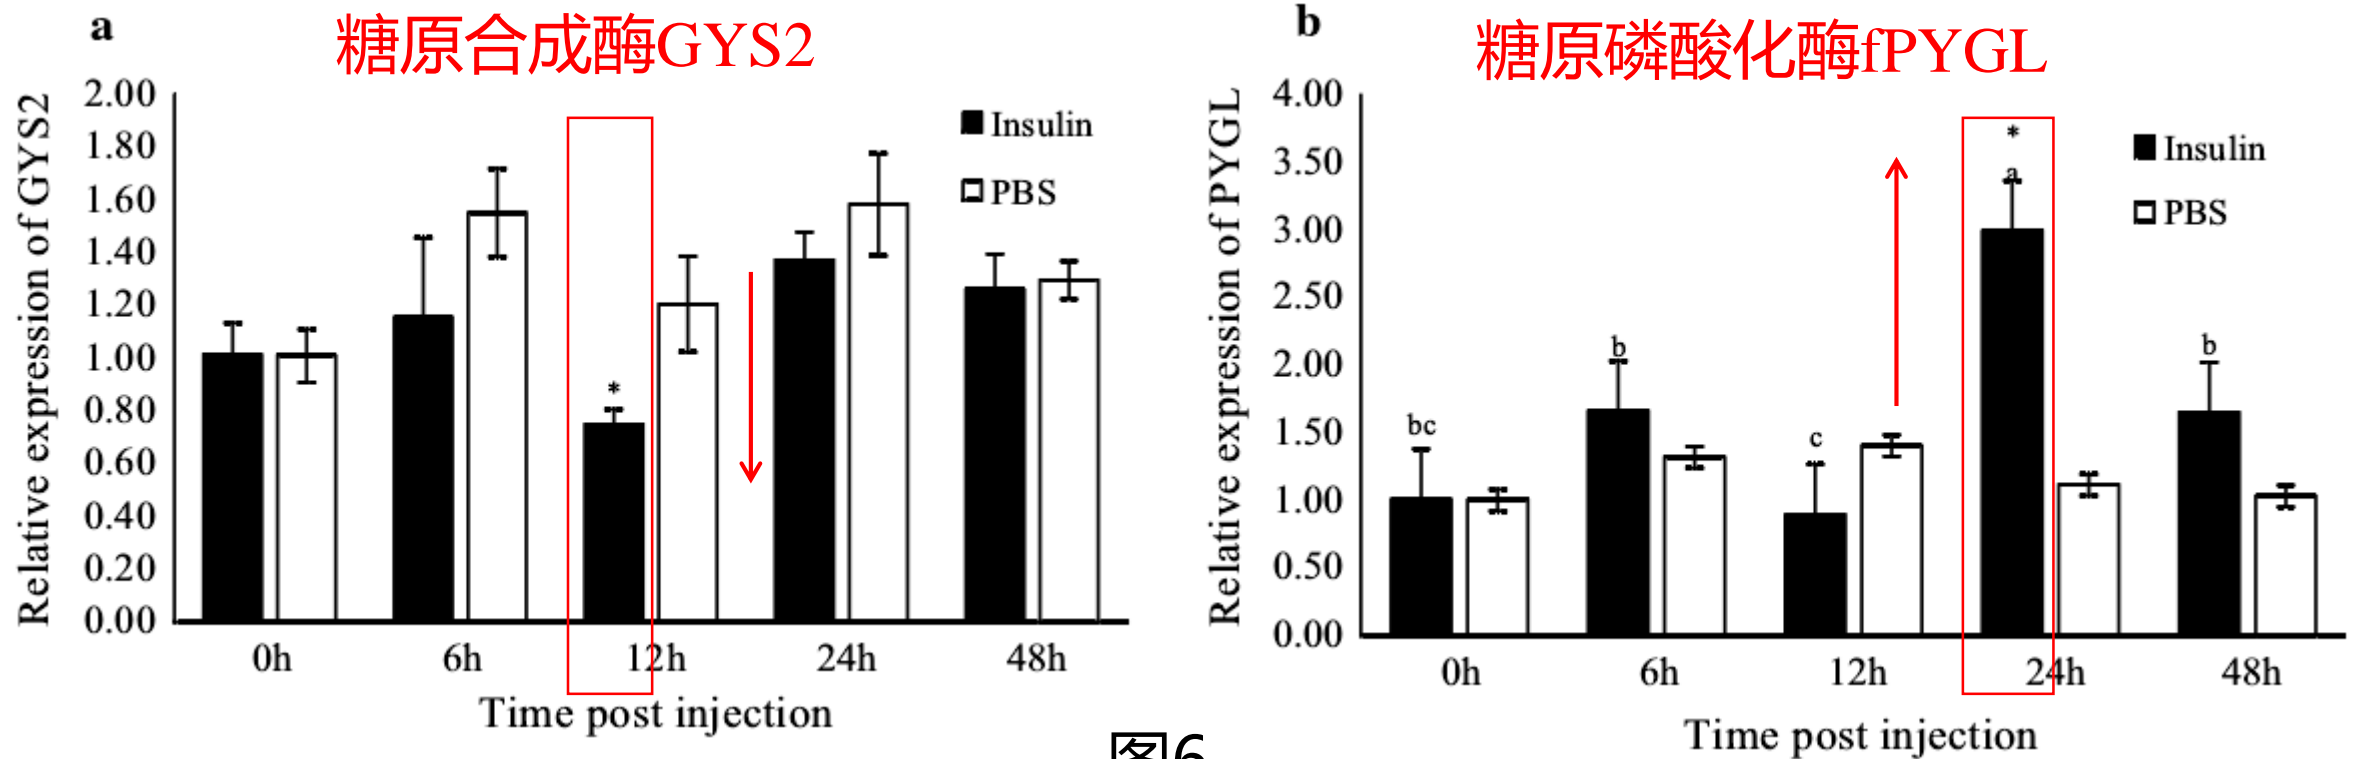 a
糖原合成酶GYS2
Relative expression of GYS2
2.00
1.80
1.60
1.40
1.20
1.00
0.80
0.60
0.40
0.20
0.00
Insulin
PBS
*
0h 6h 12h 24h 48h
Time post injection
b
糖原磷酸化酶fPYGL
Relative expression of PYGL
4.00
3.50
3.00
2.50
2.00
1.50
1.00
0.50
0.00
Insulin
PBS
bc
b
c
*
a
b
0h 6h 12h 24h 48h
Time post injection
图6